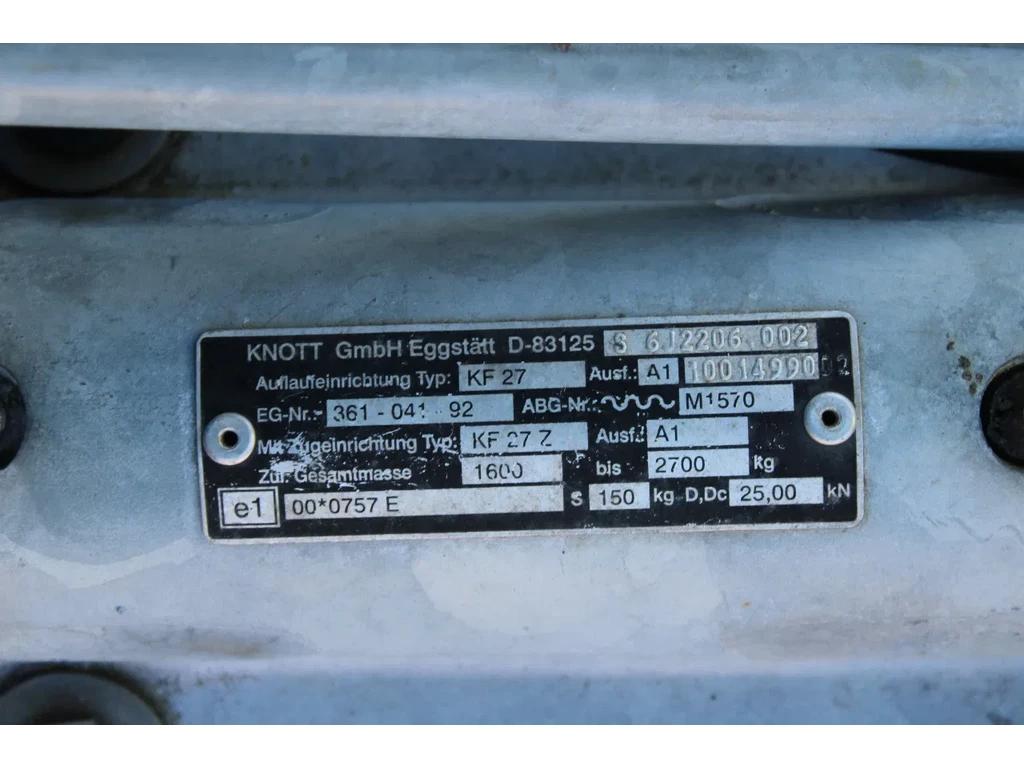 KNOTT GmbH Eggstätt D-83125 S 6J2206.002
Auflaufeinrichtung Typ: KF 27 Ausf.: A1 1001499002
EG-Nr.- 361 - 041 - 92 ABG-Nr.: M1570
Mit Zugeinrichtung Typ: KF 27 Z Ausf.: A1
Zul. Gesamtmasse 1600 bis 2700 kg
e1 00*0757 E S 150 kg D,Dc 25,00 kN